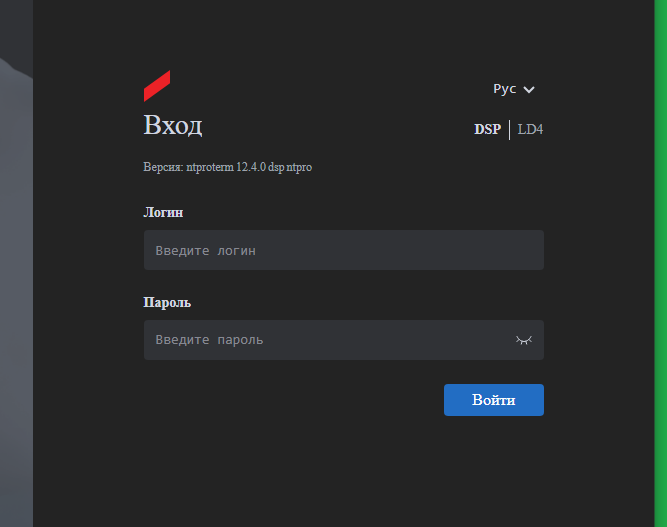 Рус
Вход
DSP LD4
Версия: ntproterm 12.4.0 dsp ntpro
Логин
Введите логин
Пароль
Введите пароль
Войти